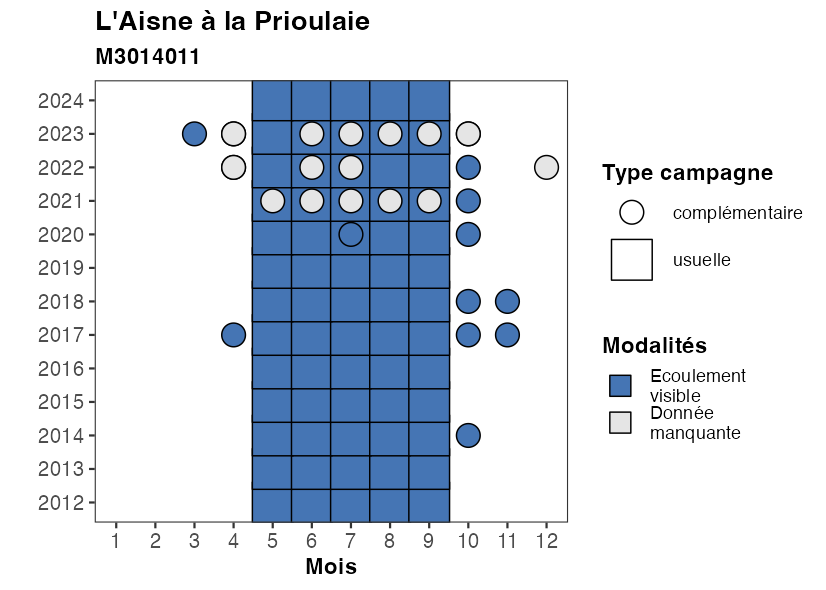 L'Aisne à la Prioulaie
M3014011
2024
2023
2022
2021
2020
2019
2018
2017
2016
2015
2014
2013
2012
1 2 3 4 5 6 7 8 9 10 11 12
Mois
Type campagne
complémentaire
usuelle
Modalités
Ecoulement
visible
Donnée
manquante